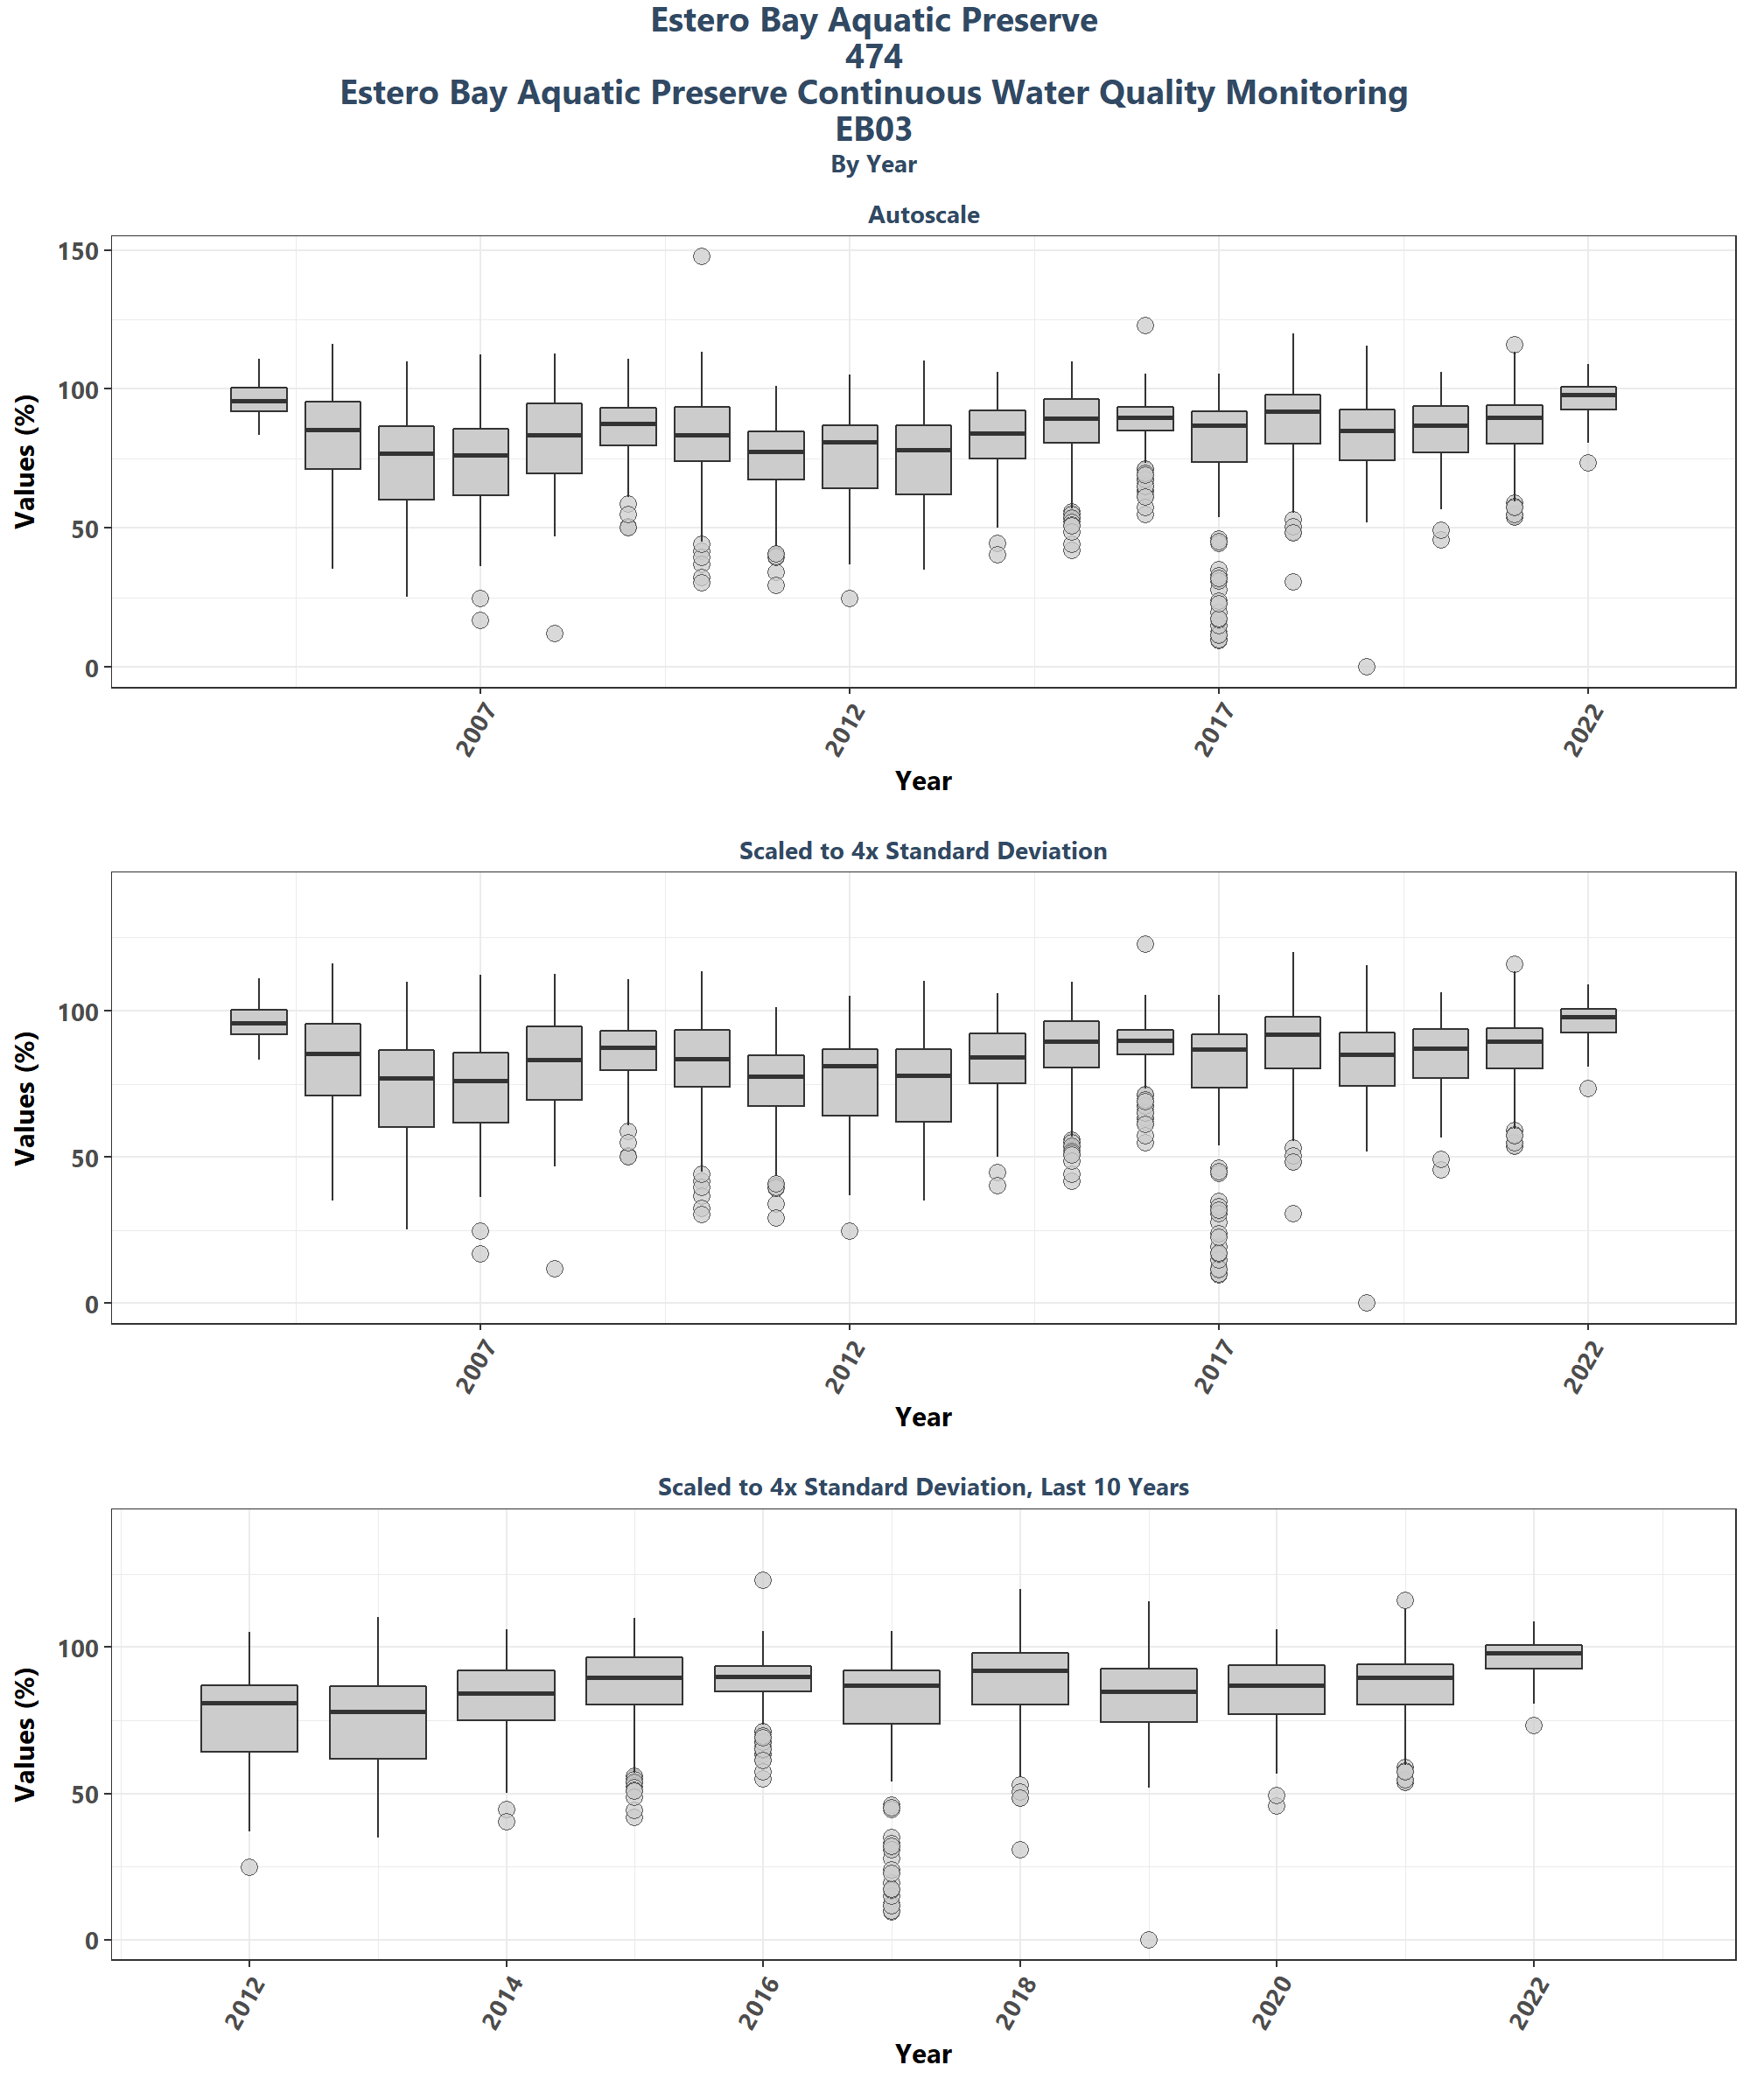 Estero Bay Aquatic Preserve
474
Estero Bay Aquatic Preserve Continuous Water Quality Monitoring
EB03
By Year
Autoscale
Values (%)
150
100
50
0
2007
2012
2017
2022
Year
Scaled to 4x Standard Deviation
Values (%)
100
50
0
2007
2012
2017
2022
Year
Scaled to 4x Standard Deviation, Last 10 Years
Values (%)
100
50
0
2012
2014
2016
2018
2020
2022
Year